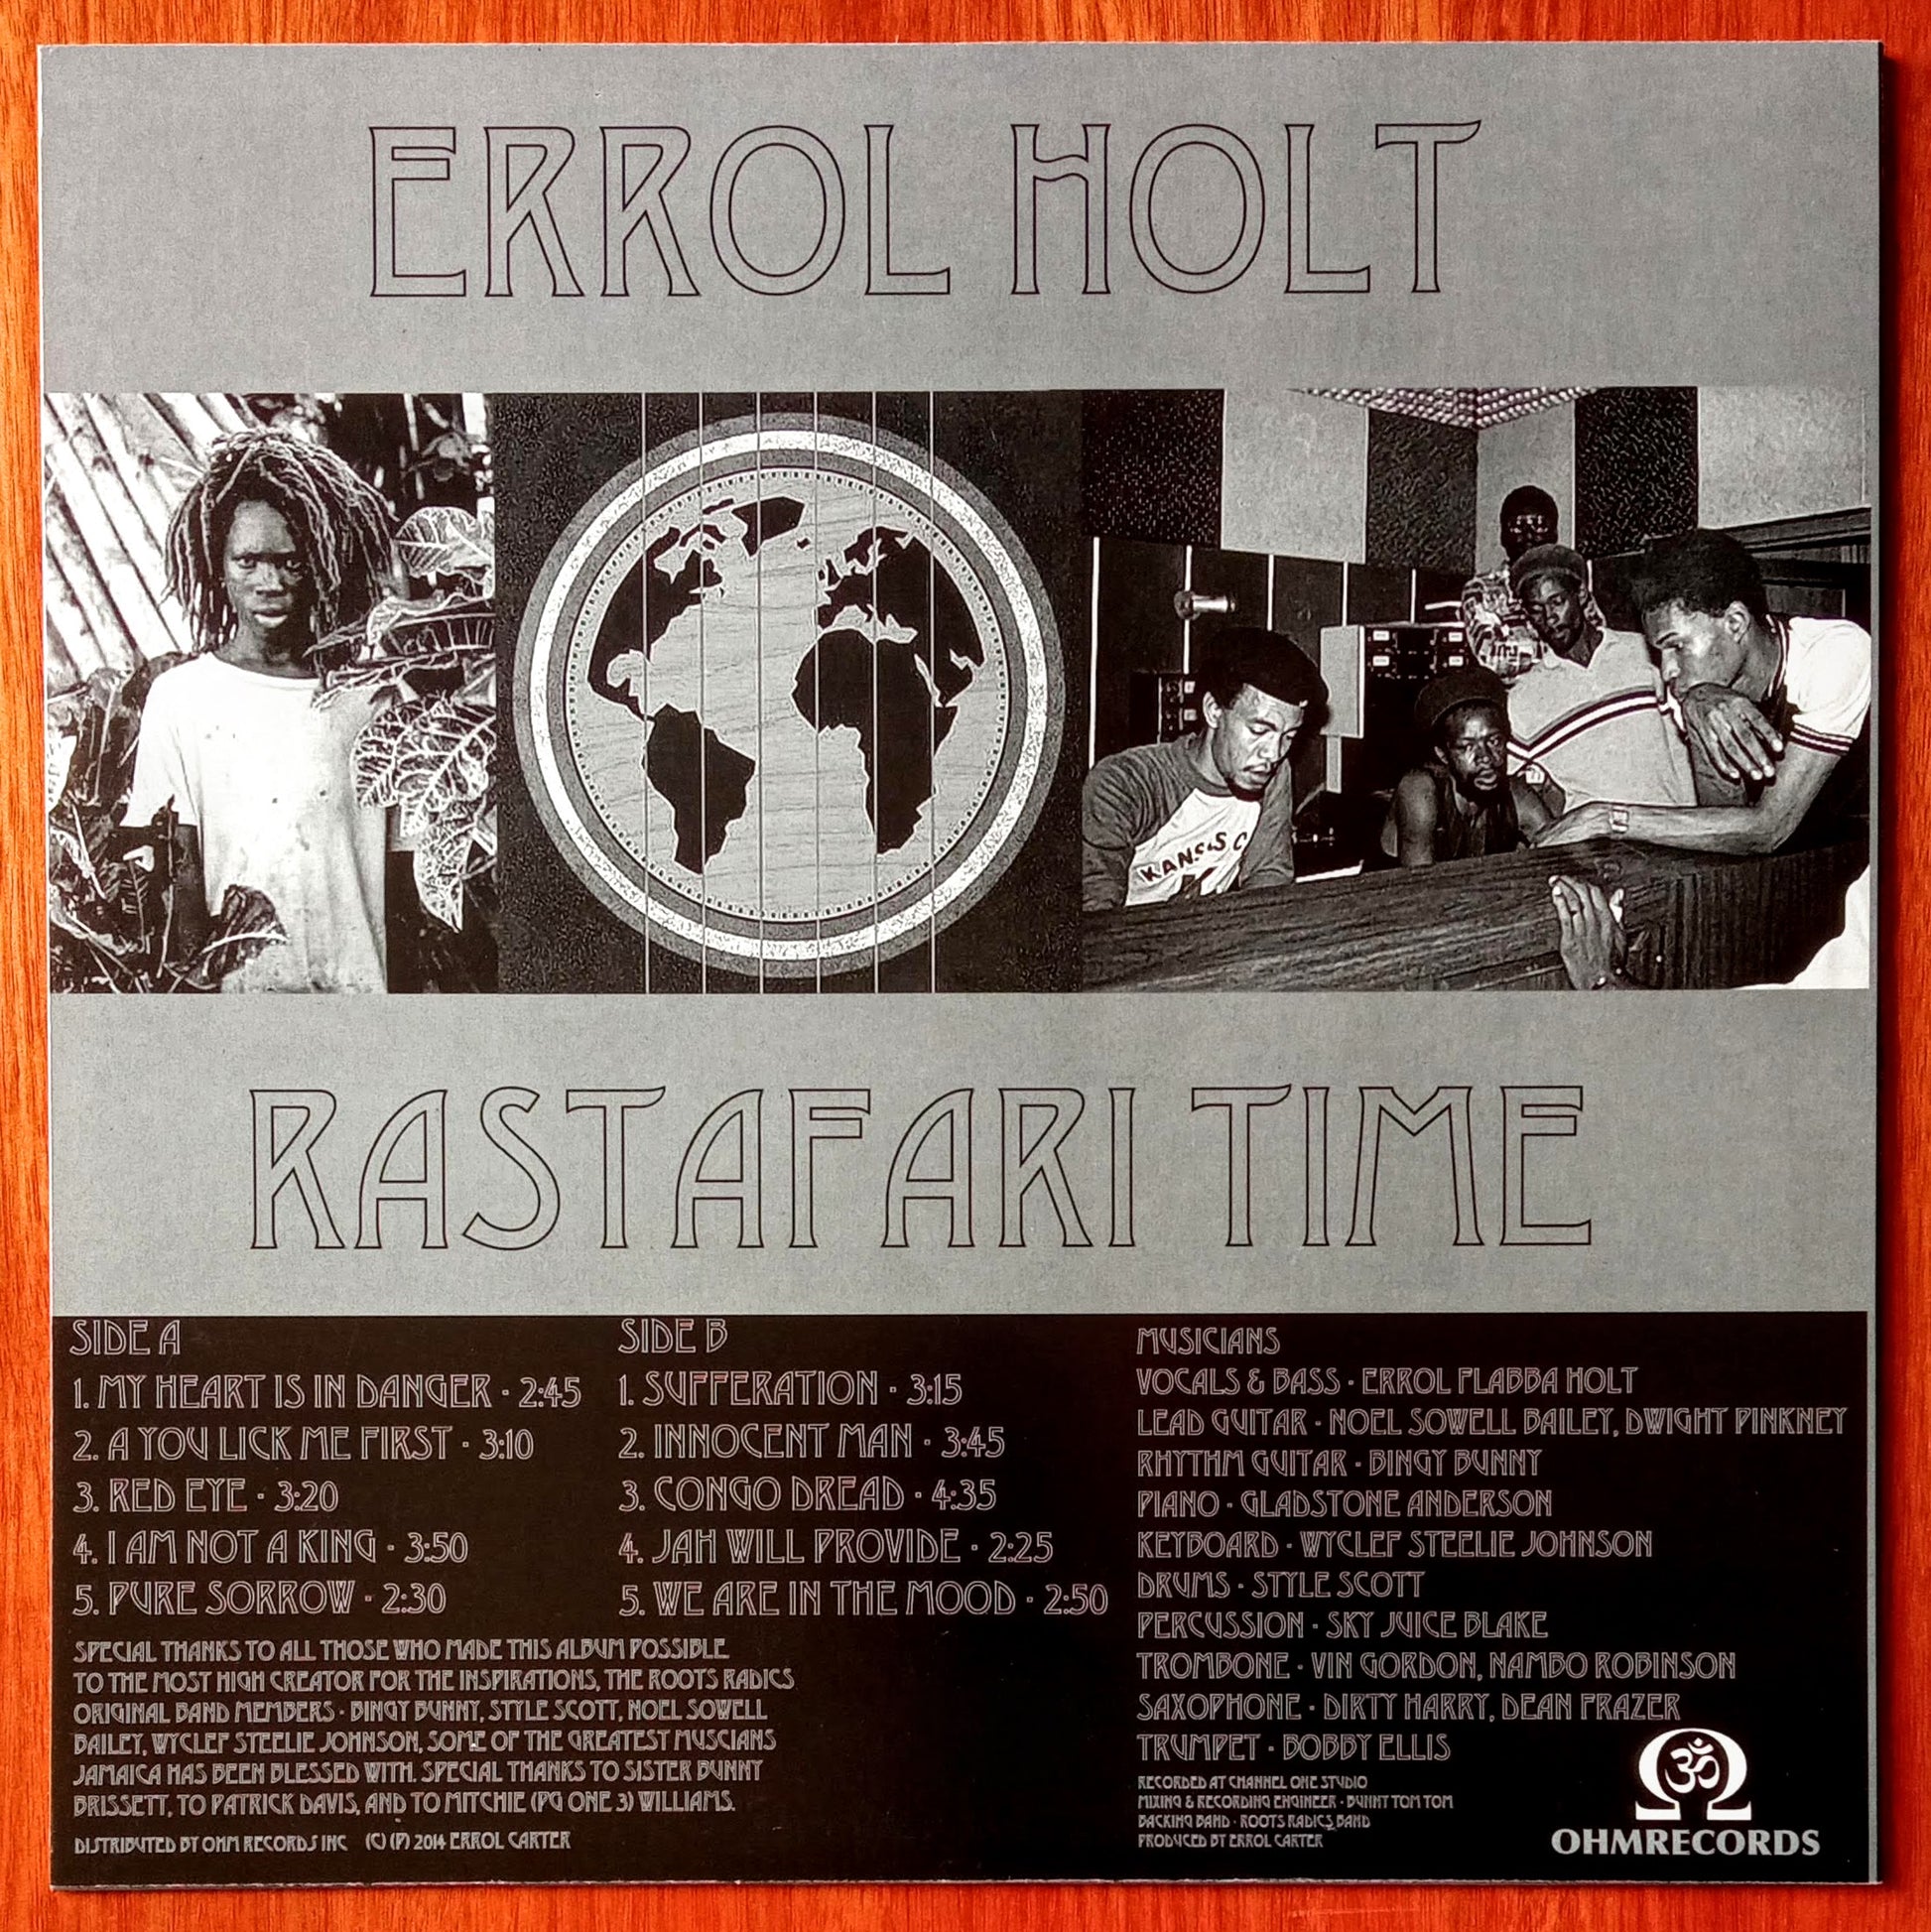 ERROL HOLT
KANSAS C
RASTAFARI TIME
SIDE A
1. MY HEART IS IN DANGER · 2:45
2. A YOU LICK ME FIRST · 3:10
3. RED EYE · 3:20
4. I AM NOT A KING · 3:50
5. PURE SORROW · 2:30
SIDE B
1. SUFFERATION · 3:15
2. INNOCENT MAN · 3:45
3. CONGO DREAD · 4:35
4. JAH WILL PROVIDE · 2:25
5. WE ARE IN THE MOOD · 2:50
SPECIAL THANKS TO ALL THOSE WHO MADE THIS ALBUM POSSIBLE
TO THE MOST HIGH CREATOR FOR THE INSPIRATIONS, THE ROOTS RADICS
ORIGINAL BAND MEMBERS · BINGY BUNNY, STYLE SCOTT, NOEL SOWELL
BAILEY, WYCLEF STEELIE JOHNSON, SOME OF THE GREATEST MUSCIANS
JAMAICA HAS BEEN BLESSED WITH. SPECIAL THANKS TO SISTER BUNNY
BRISSETT, TO PATRICK DAVIS, AND TO MITCHIE (PG ONE 3) WILLIAMS.
DISTRIBUTED BY OHM RECORDS INC (C) (P) 2014 ERROL CARTER
MUSICIANS
VOCALS & BASS · ERROL FLABBA HOLT
LEAD GUITAR · NOEL SOWELL BAILEY, DWIGHT PINKNEY
RHYTHM GUITAR · BINGY BUNNY
PIANO · GLADSTONE ANDERSON
KEYBOARD · WYCLEF STEELIE JOHNSON
DRUMS · STYLE SCOTT
PERCUSSION · SKY JUICE BLAKE
TROMBONE · VIN GORDON, NAMBO ROBINSON
SAXOPHONE · DIRTY HARRY, DEAN FRAZER
TRUMPET · BOBBY ELLIS
RECORDED AT CHANNEL ONE STUDIO
MIXING & RECORDING ENGINEER · BUNNY TOM TOM
BACKING BAND · ROOTS RADICS BAND
PRODUCED BY ERROL CARTER
Ω
ॐ
OHMRECORDS